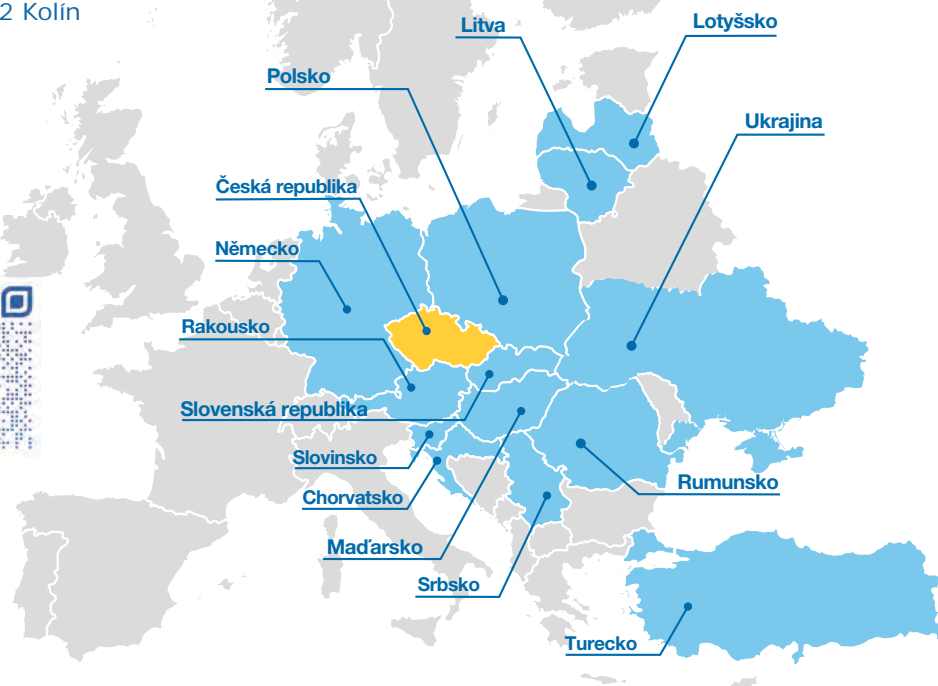 2 Kolín
Litva
Lotyšsko
Polsko
Ukrajina
Česká republika
Německo
Rakousko
Slovenská republika
Slovinsko
Chorvatsko
Rumunsko
Maďarsko
Srbsko
Turecko